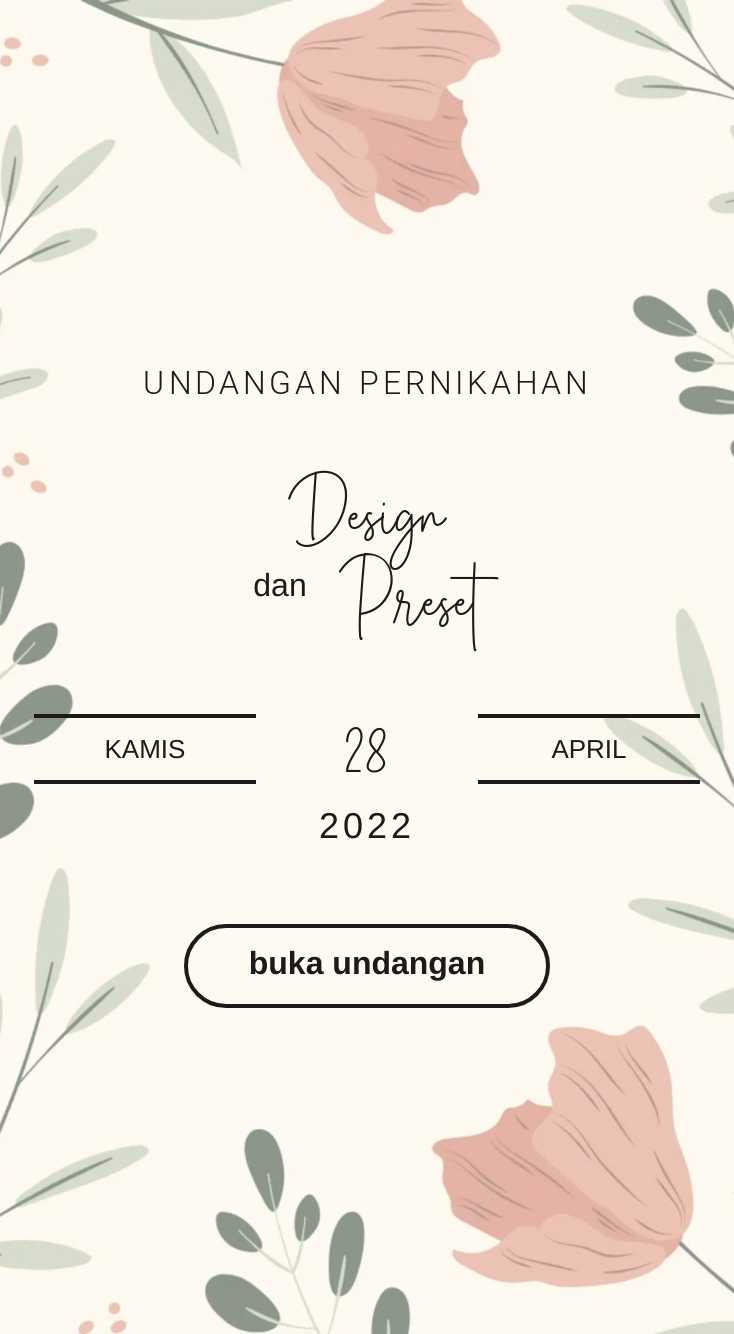 UNDANGAN PERNIKAHAN
Design
dan Preset
KAMIS 28 APRIL
2022
buka undangan